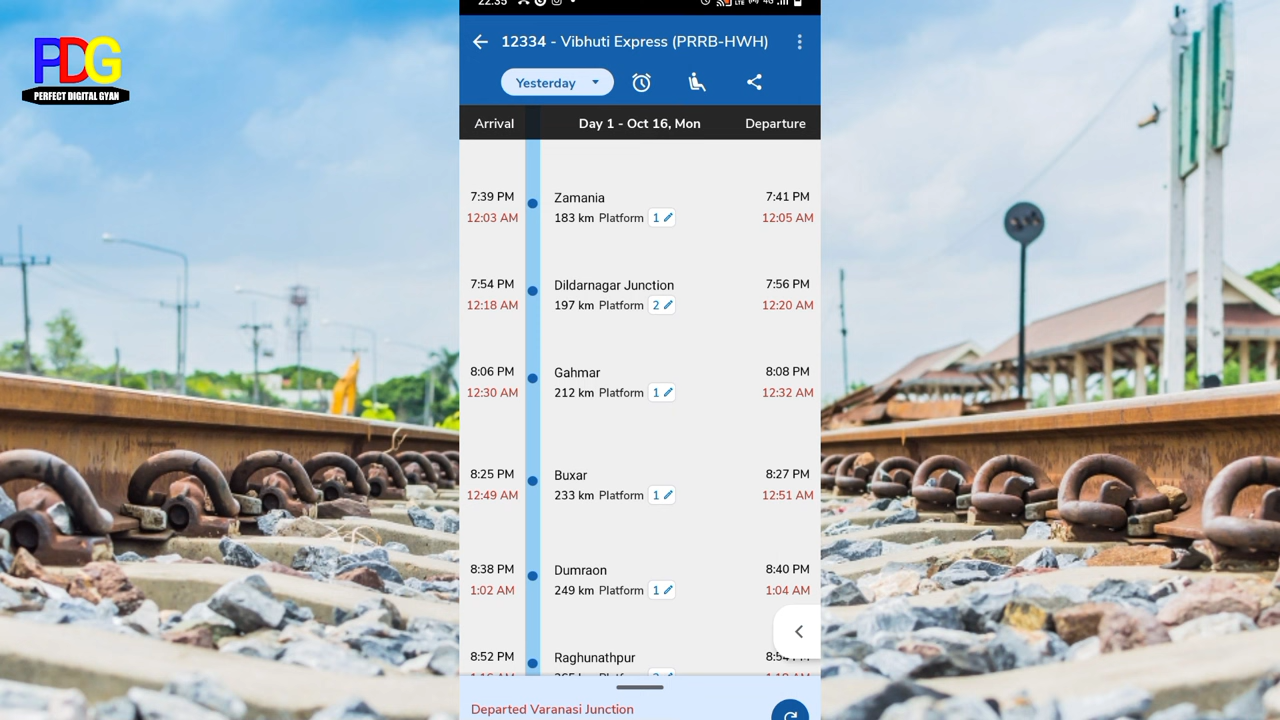 PDG
PERFECT DIGITAL GYAN
22:35
12334 - Vibhuti Express (PRRB-HWH)
Yesterday
Arrival Day 1 - Oct 16, Mon Departure
7:39 PM Zamania 7:41 PM
12:03 AM 183 km Platform 1 12:05 AM
7:54 PM Dildarnagar Junction 7:56 PM
12:18 AM 197 km Platform 2 12:20 AM
8:06 PM Gahmar 8:08 PM
12:30 AM 212 km Platform 1 12:32 AM
8:25 PM Buxar 8:27 PM
12:49 AM 233 km Platform 1 12:51 AM
8:38 PM Dumraon 8:40 PM
1:02 AM 249 km Platform 1 1:04 AM
8:52 PM Raghunathpur
Departed Varanasi Junction